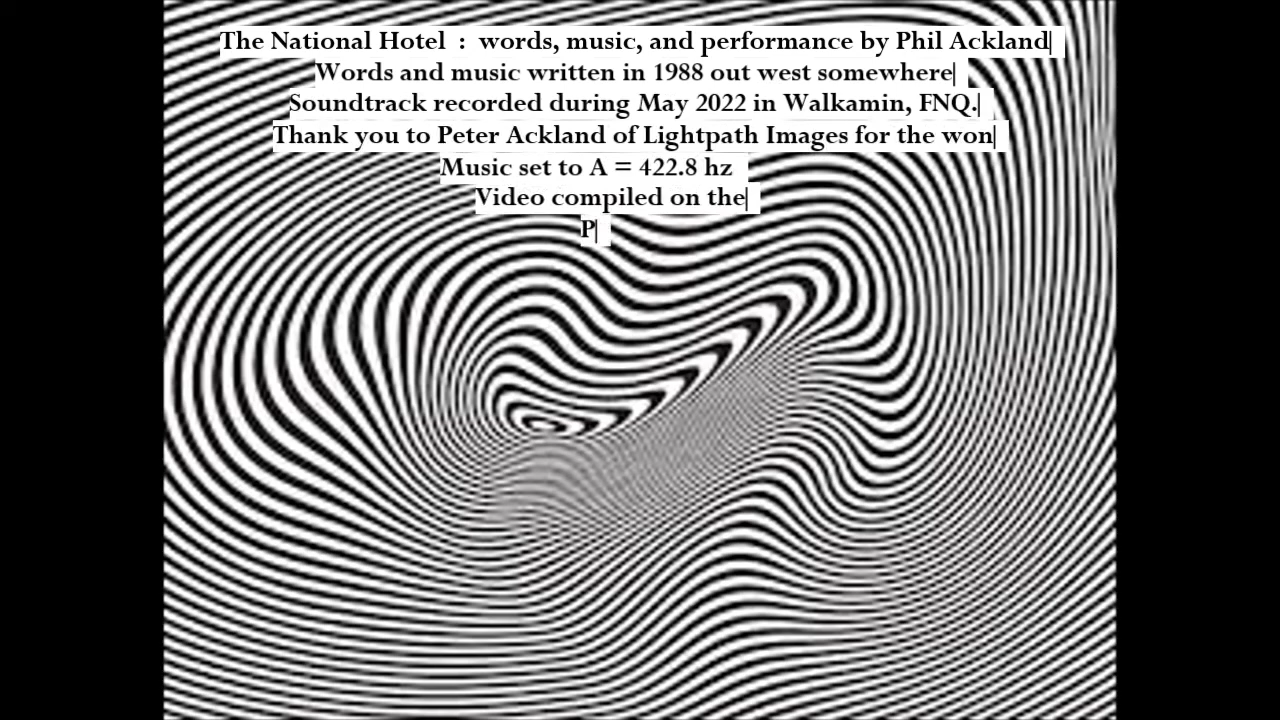 The National Hotel : words, music, and performance by Phil Ackland
Words and music written in 1988 out west somewhere
Soundtrack recorded during May 2022 in Walkamin, FNQ.
Thank you to Peter Ackland of Lightpath Images for the won
Music set to A = 422.8 hz
Video compiled on the
P